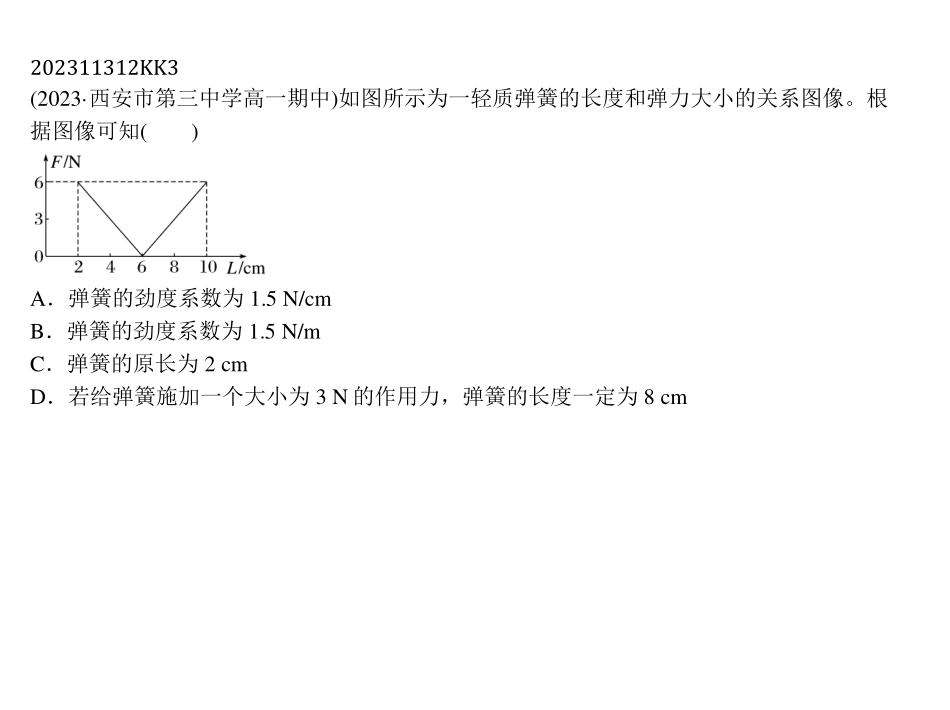 202311312KK3
(2023·西安市第三中学高一期中)如图所示为一轻质弹簧的长度和弹力大小的关系图像。根
据图像可知(　　)
F/N
6
3
0
2 4 6 8 10 L/cm
A．弹簧的劲度系数为 1.5 N/cm
B．弹簧的劲度系数为 1.5 N/m
C．弹簧的原长为 2 cm
D．若给弹簧施加一个大小为 3 N 的作用力，弹簧的长度一定为 8 cm